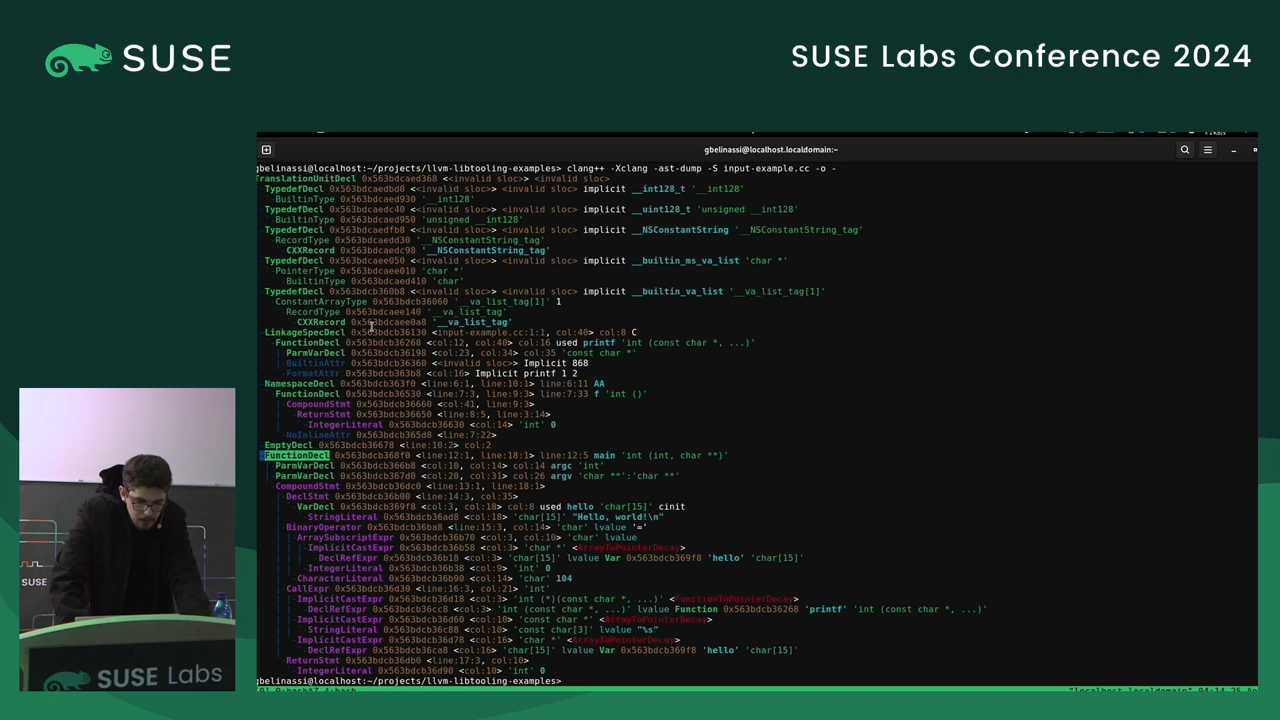 SUSE
SUSE Labs Conference 2024
gbelinassi@localhost.localdomain:~
gbelinassi@localhost:~/projects/llvm-libtooling-examples> clang++ -Xclang -ast-dump -S input-example.cc -o -
TranslationUnitDecl 0x563bdcaed368 <<invalid sloc>> <invalid sloc>
TypedefDecl 0x563bdcaedbd0 <<invalid sloc>> <invalid sloc> implicit __int128_t '__int128'
BuiltinType 0x563bdcaed930 '__int128'
TypedefDecl 0x563bdcaedc40 <<invalid sloc>> <invalid sloc> implicit __uint128_t 'unsigned __int128'
BuiltinType 0x563bdcaed950 'unsigned __int128'
TypedefDecl 0x563bdcaedfb8 <<invalid sloc>> <invalid sloc> implicit __NSConstantString '__NSConstantString_tag'
RecordType 0x563bdcaedd30 '__NSConstantString_tag'
CXXRecord 0x563bdcaedc98 '__NSConstantString_tag'
TypedefDecl 0x563bdcaee050 <<invalid sloc>> <invalid sloc> implicit __builtin_ms_va_list 'char *'
PointerType 0x563bdcaee010 'char *'
BuiltinType 0x563bdcaed410 'char'
TypedefDecl 0x563bdcb360b8 <<invalid sloc>> <invalid sloc> implicit __builtin_va_list '__va_list_tag[1]'
ConstantArrayType 0x563bdcb36060 '__va_list_tag[1]' 1
RecordType 0x563bdcaee140 '__va_list_tag'
CXXRecord 0x563bdcaee0a8 '__va_list_tag'
LinkageSpecDecl 0x563bdcb36130 <input-example.cc:1:1, col:40> col:8 C
FunctionDecl 0x563bdcb36268 <col:12, col:40> col:16 used printf 'int (const char *, ...)'
ParmVarDecl 0x563bdcb36198 <col:23, col:34> col:35 'const char *'
BuiltinAttr 0x563bdcb36360 <<invalid sloc>> Implicit 868
FormatAttr 0x563bdcb363b8 <col:16> Implicit printf 1 2
NamespaceDecl 0x563bdcb363f0 <line:6:1, line:10:1> line:6:11 AA
FunctionDecl 0x563bdcb36530 <line:7:3, line:9:3> line:7:33 f 'int ()'
CompoundStmt 0x563bdcb36660 <col:41, line:9:3>
ReturnStmt 0x563bdcb36650 <line:8:5, line:3:14>
IntegerLiteral 0x563bdcb36630 <col:14> 'int' 0
NoInlineAttr 0x563bdcb365d8 <line:7:22>
EmptyDecl 0x563bdcb36678 <line:10:2> col:2
FunctionDecl 0x563bdcb368f0 <line:12:1, line:18:1> line:12:5 main 'int (int, char **)'
ParmVarDecl 0x563bdcb366b8 <col:10, col:14> col:14 argc 'int'
ParmVarDecl 0x563bdcb367d0 <col:20, col:31> col:26 argv 'char **':'char **'
CompoundStmt 0x563bdcb36dc0 <line:13:1, line:18:1>
DeclStmt 0x563bdcb36b00 <line:14:3, col:35>
VarDecl 0x563bdcb369f8 <col:3, col:18> col:8 used hello 'char[15]' cinit
StringLiteral 0x563bdcb36ad8 <col:18> 'char[15]' "Hello, world!\n"
BinaryOperator 0x563bdcb36ba8 <line:15:3, col:14> 'char' lvalue '='
ArraySubscriptExpr 0x563bdcb36b70 <col:3, col:10> 'char' lvalue
ImplicitCastExpr 0x563bdcb36b58 <col:3> 'char *' <ArrayToPointerDecay>
DeclRefExpr 0x563bdcb36b18 <col:3> 'char[15]' lvalue Var 0x563bdcb369f8 'hello' 'char[15]'
IntegerLiteral 0x563bdcb36b38 <col:9> 'int' 0
CharacterLiteral 0x563bdcb36b90 <col:14> 'char' 104
CallExpr 0x563bdcb36d30 <line:16:3, col:21> 'int'
ImplicitCastExpr 0x563bdcb36d18 <col:3> 'int (*)(const char *, ...)' <FunctionToPointerDecay>
DeclRefExpr 0x563bdcb36cc8 <col:3> 'int (const char *, ...)' lvalue Function 0x563bdcb36268 'printf' 'int (const char *, ...)'
ImplicitCastExpr 0x563bdcb36d60 <col:10> 'const char *' <ArrayToPointerDecay>
StringLiteral 0x563bdcb36c88 <col:10> 'const char[3]' lvalue "%s"
ImplicitCastExpr 0x563bdcb36d78 <col:16> 'char *' <ArrayToPointerDecay>
DeclRefExpr 0x563bdcb36ca8 <col:16> 'char[15]' lvalue Var 0x563bdcb369f8 'hello' 'char[15]'
ReturnStmt 0x563bdcb36db0 <line:17:3, col:10>
IntegerLiteral 0x563bdcb36d90 <col:10> 'int' 0
gbelinassi@localhost:~/projects/llvm-libtooling-examples>
SUSE
SUSE Labs